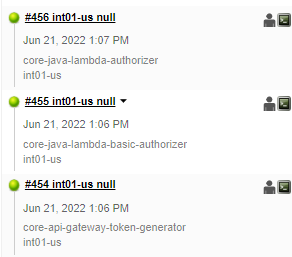 #456 int01-us null
Jun 21, 2022 1:07 PM
core-java-lambda-authorizer
int01-us
#455 int01-us null
Jun 21, 2022 1:06 PM
core-java-lambda-basic-authorizer
int01-us
#454 int01-us null
Jun 21, 2022 1:06 PM
core-api-gateway-token-generator
int01-us